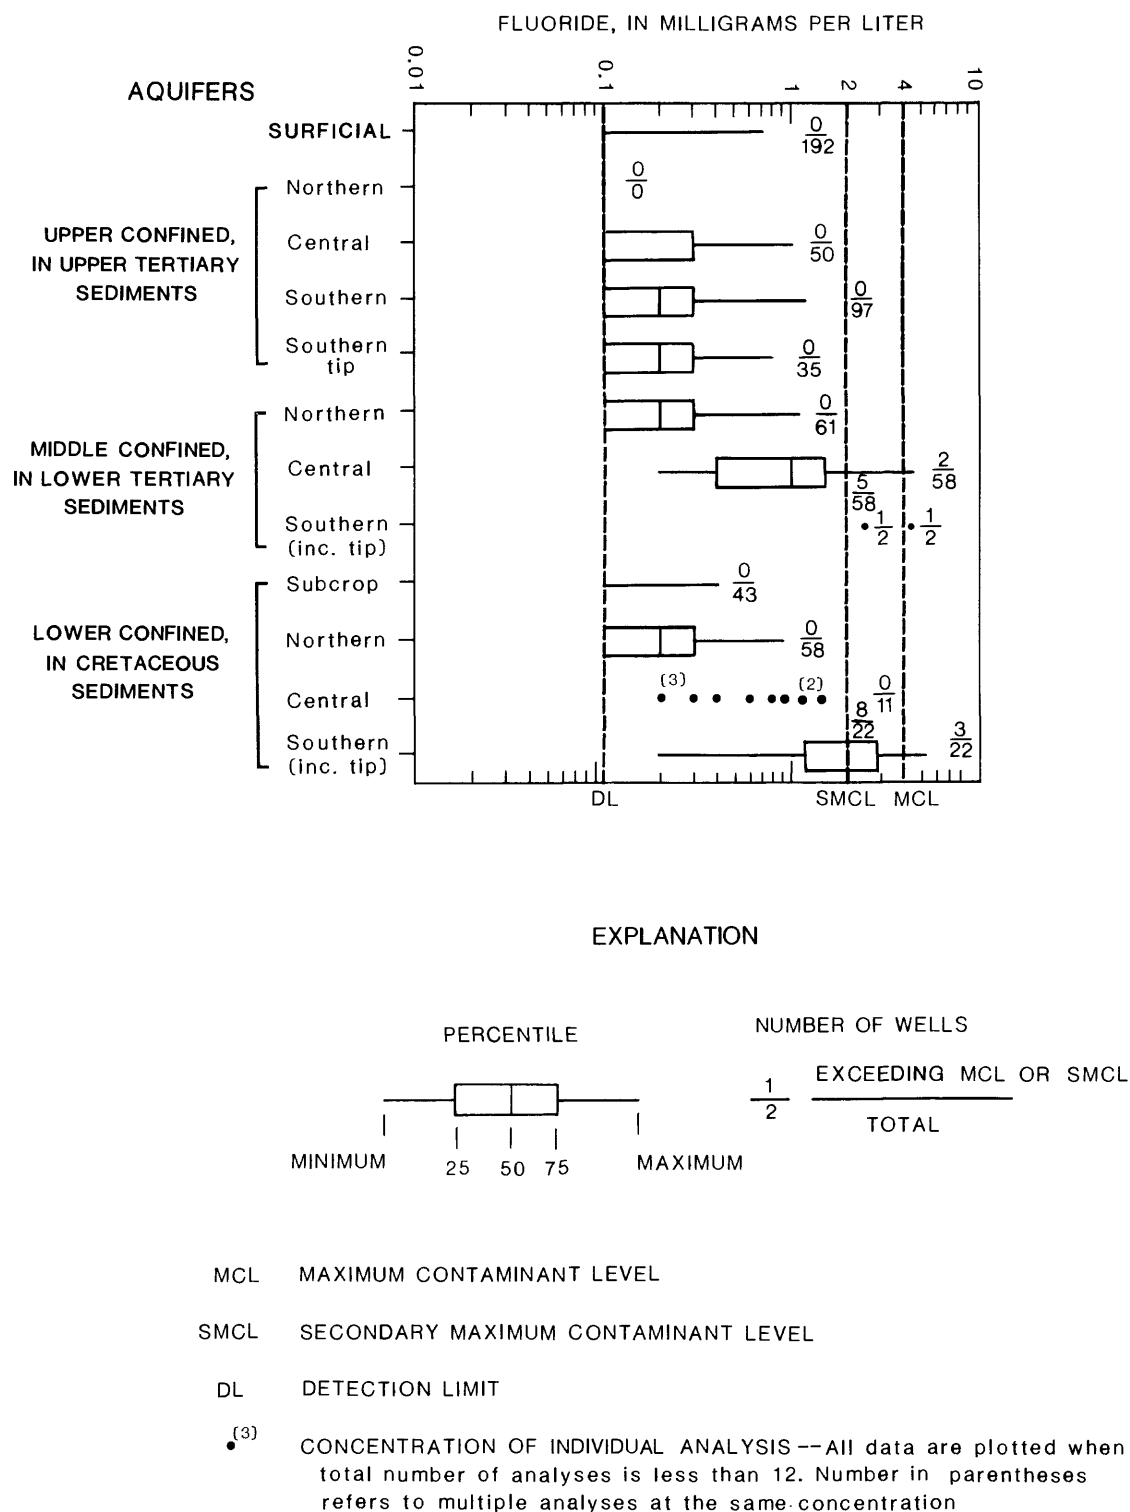 FLUORIDE, IN MILLIGRAMS PER LITER
0.01 0.1 1 2 4 10
AQUIFERS
SURFICIAL
0/192
Northern
0/0
UPPER CONFINED,
IN UPPER TERTIARY
SEDIMENTS
Central
0/50
Southern
0/97
Southern
tip
0/35
Northern
0/61
MIDDLE CONFINED,
IN LOWER TERTIARY
SEDIMENTS
Central
5/58
2/58
Southern
(inc. tip)
1/2
1/2
Subcrop
0/43
LOWER CONFINED,
IN CRETACEOUS
SEDIMENTS
Northern
0/58
Central
(3) (2)
0/11
Southern
(inc. tip)
8/22
3/22
DL SMCL MCL
EXPLANATION
PERCENTILE
MINIMUM 25 50 75 MAXIMUM
NUMBER OF WELLS
1/2 EXCEEDING MCL OR SMCL
TOTAL
MCL MAXIMUM CONTAMINANT LEVEL
SMCL SECONDARY MAXIMUM CONTAMINANT LEVEL
DL DETECTION LIMIT
(3) CONCENTRATION OF INDIVIDUAL ANALYSIS--All data are plotted when
total number of analyses is less than 12. Number in parentheses
refers to multiple analyses at the same concentration